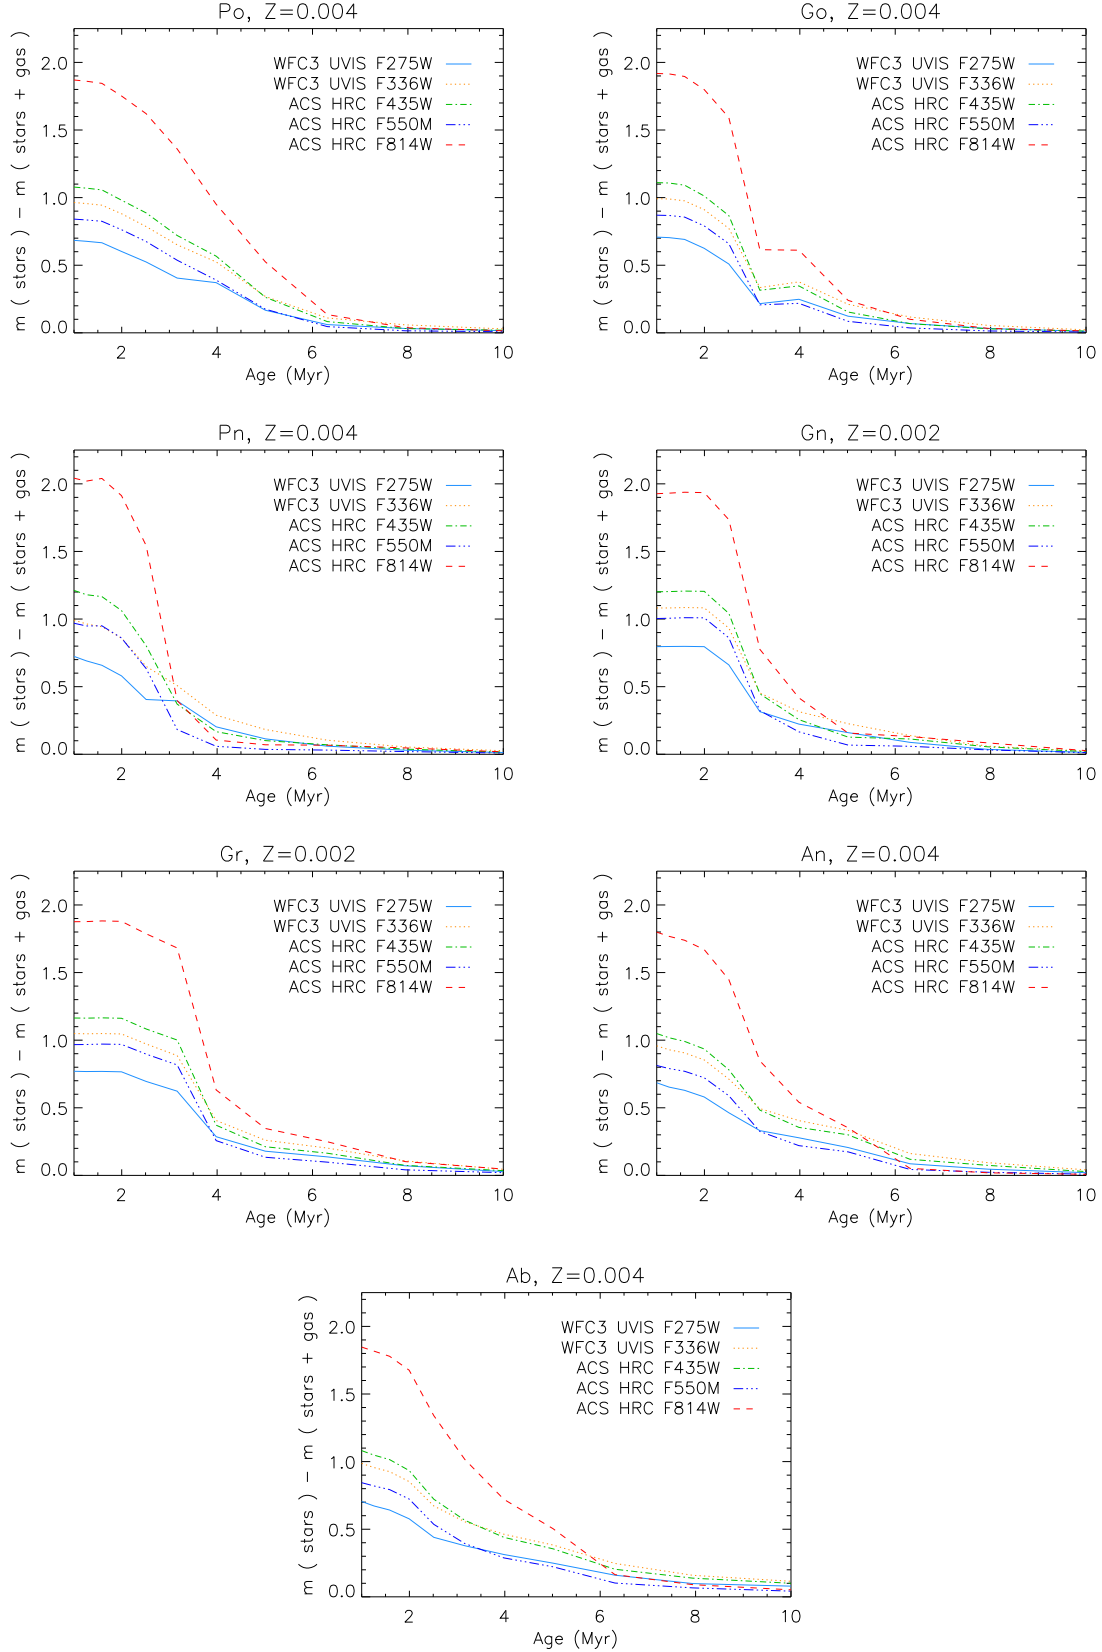 Po, Z=0.004
m ( stars ) − m ( stars + gas )
2.0
1.5
1.0
0.5
0.0
WFC3 UVIS F275W
WFC3 UVIS F336W
ACS HRC F435W
ACS HRC F550M
ACS HRC F814W
2 4 6 8 10
Age (Myr)
Go, Z=0.004
m ( stars ) − m ( stars + gas )
2.0
1.5
1.0
0.5
0.0
WFC3 UVIS F275W
WFC3 UVIS F336W
ACS HRC F435W
ACS HRC F550M
ACS HRC F814W
2 4 6 8 10
Age (Myr)
Pn, Z=0.004
m ( stars ) − m ( stars + gas )
2.0
1.5
1.0
0.5
0.0
WFC3 UVIS F275W
WFC3 UVIS F336W
ACS HRC F435W
ACS HRC F550M
ACS HRC F814W
2 4 6 8 10
Age (Myr)
Gn, Z=0.002
m ( stars ) − m ( stars + gas )
2.0
1.5
1.0
0.5
0.0
WFC3 UVIS F275W
WFC3 UVIS F336W
ACS HRC F435W
ACS HRC F550M
ACS HRC F814W
2 4 6 8 10
Age (Myr)
Gr, Z=0.002
m ( stars ) − m ( stars + gas )
2.0
1.5
1.0
0.5
0.0
WFC3 UVIS F275W
WFC3 UVIS F336W
ACS HRC F435W
ACS HRC F550M
ACS HRC F814W
2 4 6 8 10
Age (Myr)
An, Z=0.004
m ( stars ) − m ( stars + gas )
2.0
1.5
1.0
0.5
0.0
WFC3 UVIS F275W
WFC3 UVIS F336W
ACS HRC F435W
ACS HRC F550M
ACS HRC F814W
2 4 6 8 10
Age (Myr)
Ab, Z=0.004
m ( stars ) − m ( stars + gas )
2.0
1.5
1.0
0.5
0.0
WFC3 UVIS F275W
WFC3 UVIS F336W
ACS HRC F435W
ACS HRC F550M
ACS HRC F814W
2 4 6 8 10
Age (Myr)